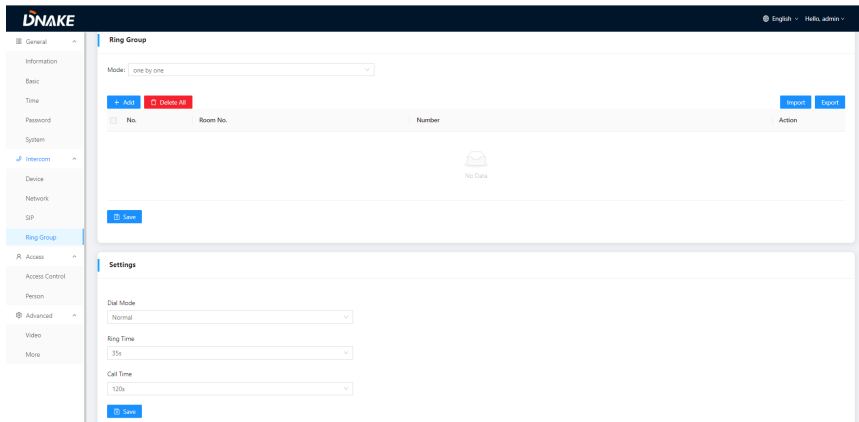 DNAKE
English
Hello, admin
General
Information
Basic
Time
Password
System
Intercom
Device
Network
SIP
Ring Group
Access
Access Control
Person
Advanced
Video
More
Ring Group
Mode: one by one
+ Add Delete All Import Export
No. Room No. Number Action
No Data
Save
Settings
Dial Mode
Normal
Ring Time
35s
Call Time
120s
Save